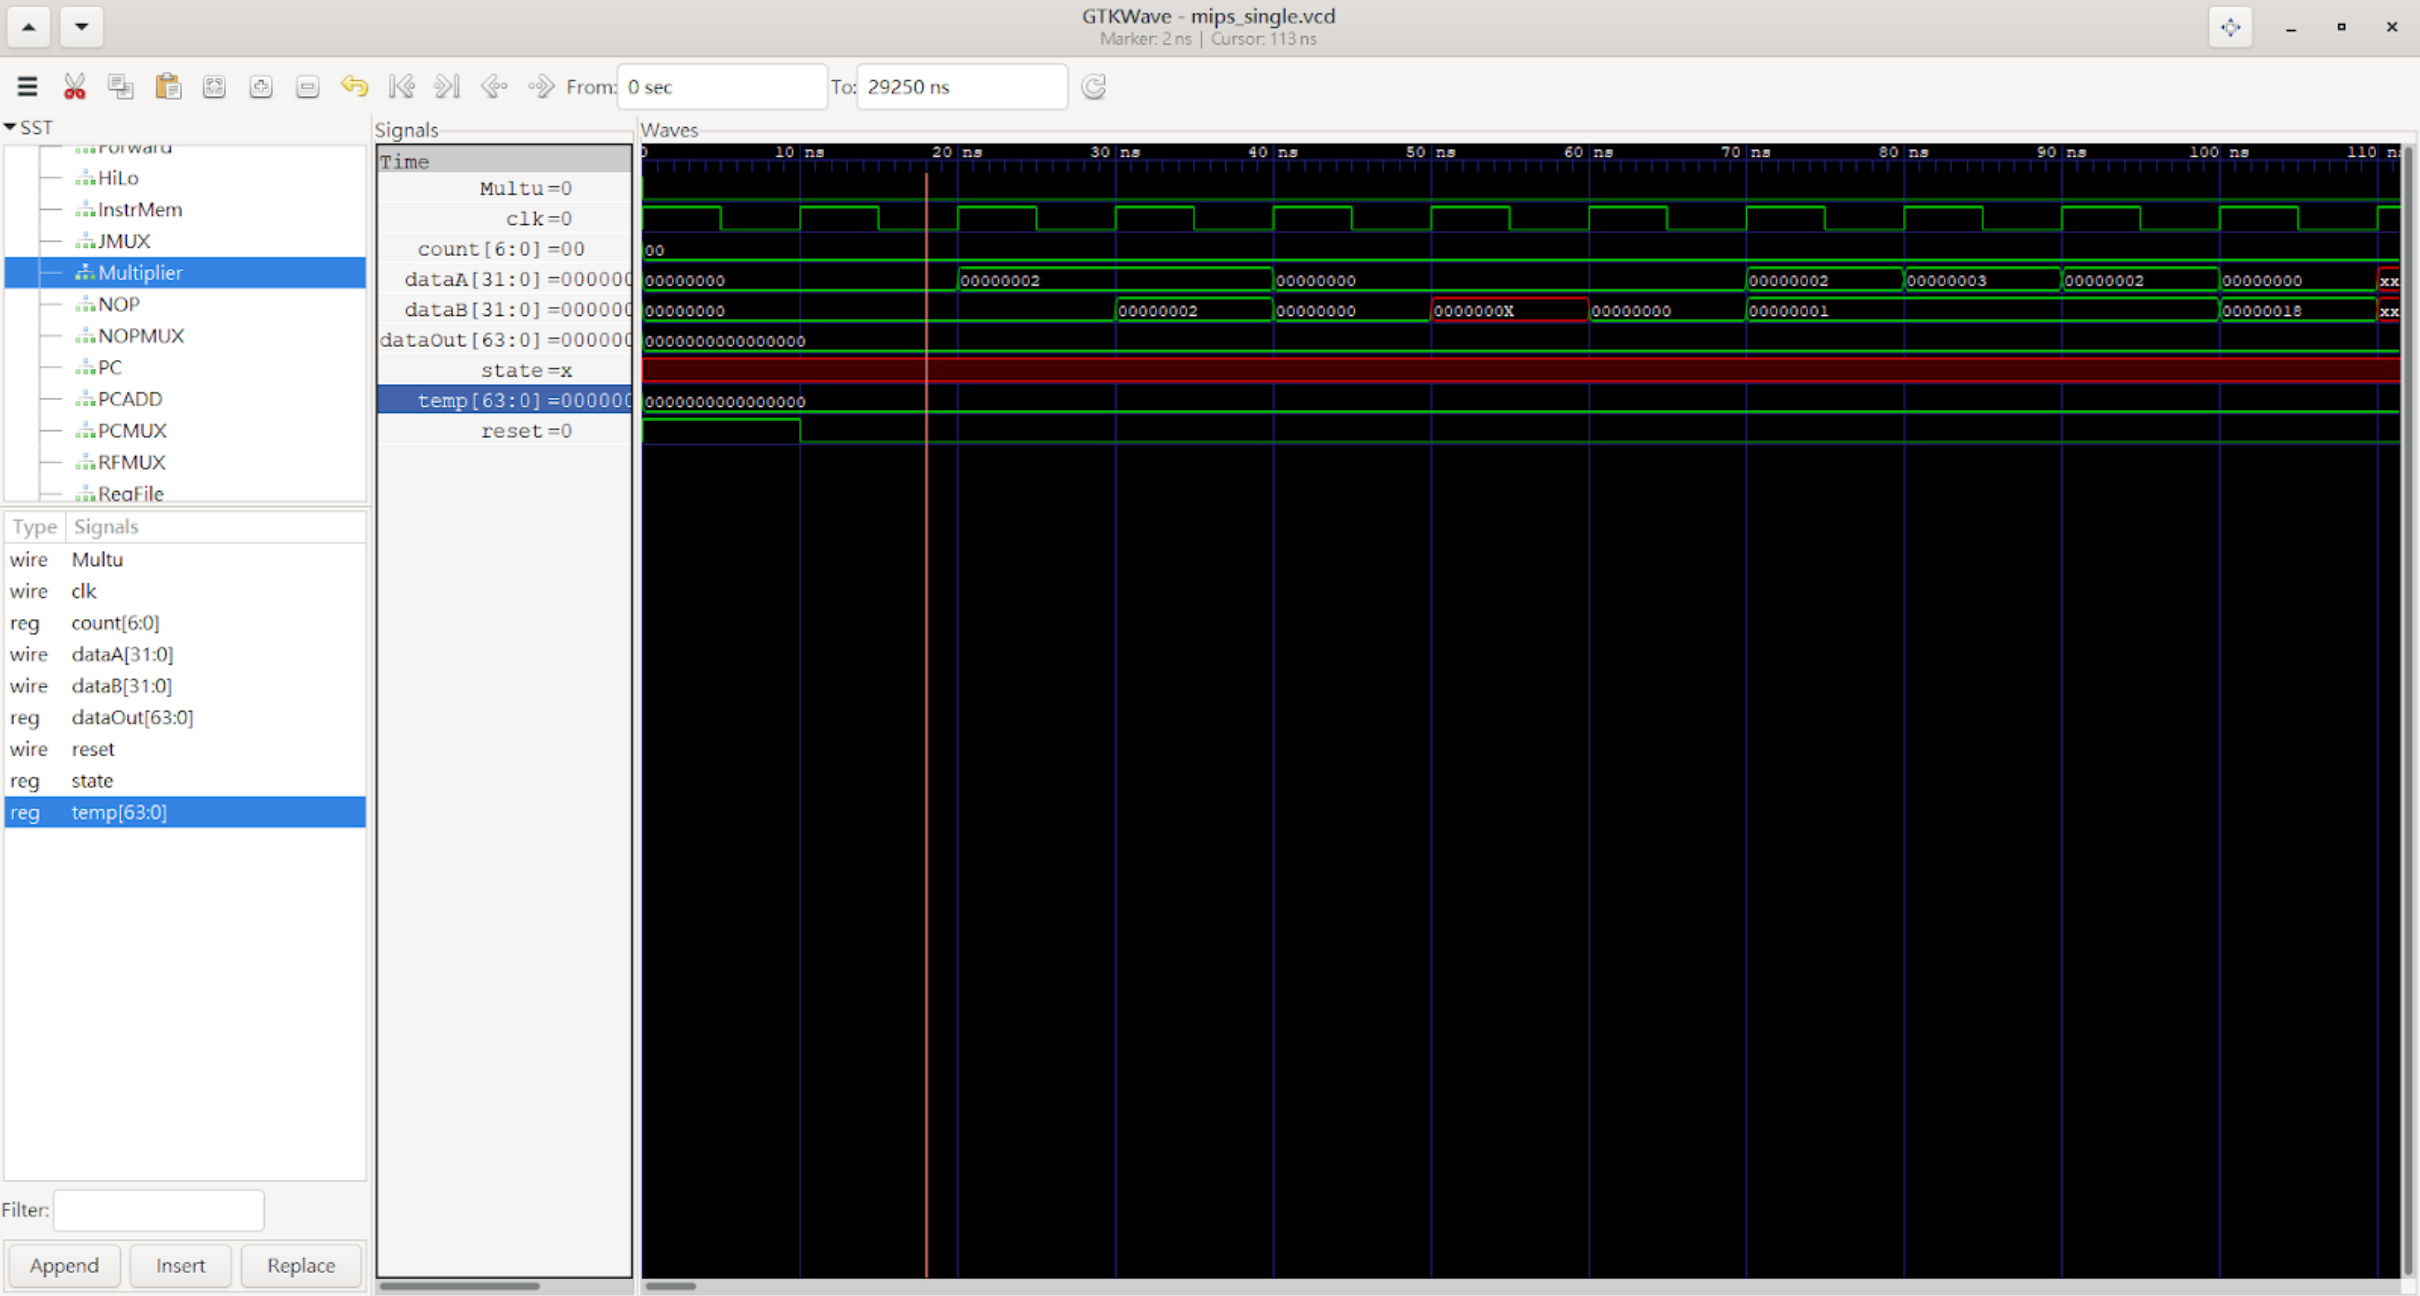 GTKWave - mips_single.vcd
Marker: 2 ns | Cursor: 113 ns
From: 0 sec To: 29250 ns
SST
Forward
HiLo
InstrMem
JMUX
Multiplier
NOP
NOPMUX
PC
PCADD
PCMUX
RFMUX
RegFile
Type Signals
wire Multu
wire clk
reg count[6:0]
wire dataA[31:0]
wire dataB[31:0]
reg dataOut[63:0]
wire reset
reg state
reg temp[63:0]
Filter:
Append Insert Replace
Signals
Time
Multu=0
clk=0
count[6:0]=00
dataA[31:0]=000000
dataB[31:0]=000000
dataOut[63:0]=000000
state=x
temp[63:0]=000000
reset=0
Waves
0 10 ns 20 ns 30 ns 40 ns 50 ns 60 ns 70 ns 80 ns 90 ns 100 ns 110 ns
00
00000000 00000002 00000000 00000002 00000003 00000002 00000000 xx
00000000 00000002 00000000 0000000X 00000000 00000001 00000018 xx
0000000000000000
0000000000000000